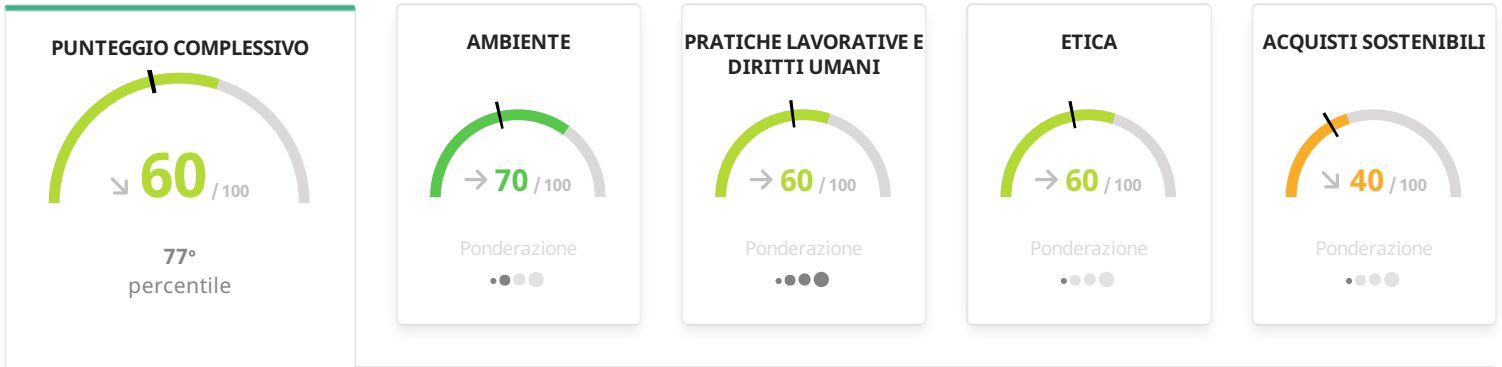 PUNTEGGIO COMPLESSIVO
60 / 100
77°
percentile
AMBIENTE
70 / 100
Ponderazione
PRATICHE LAVORATIVE E
DIRITTI UMANI
60 / 100
Ponderazione
ETICA
60 / 100
Ponderazione
ACQUISTI SOSTENIBILI
40 / 100
Ponderazione